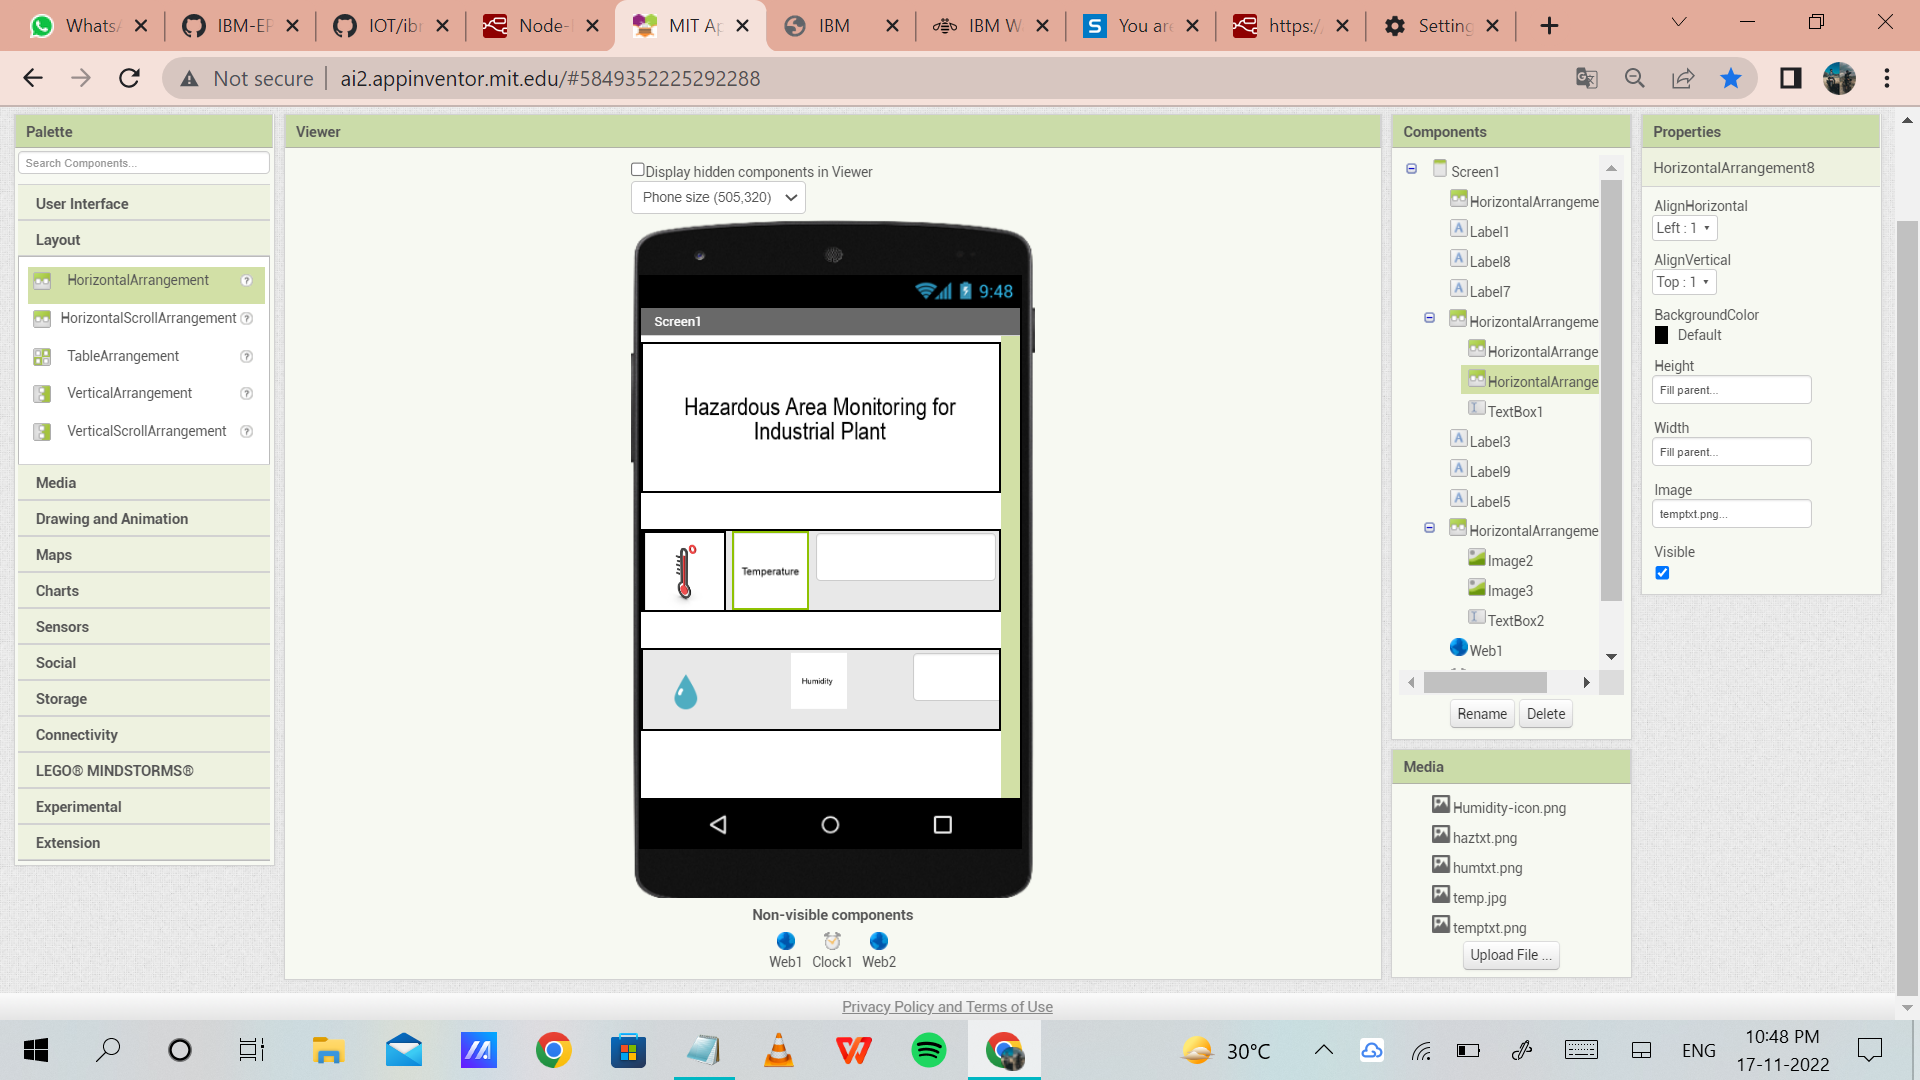 WhatsA
IBM-EP
IOT/ibm
Node-
MIT Ap
IBM
IBM W
You are
https:/
Setting
Not secure
ai2.appinventor.mit.edu/#5849352225292288
Palette
Search Components...
User Interface
Layout
HorizontalArrangement
HorizontalScrollArrangement
TableArrangement
VerticalArrangement
VerticalScrollArrangement
Media
Drawing and Animation
Maps
Charts
Sensors
Social
Storage
Connectivity
LEGO® MINDSTORMS®
Experimental
Extension
Viewer
Display hidden components in Viewer
Phone size (505,320)
9:48
Screen1
Hazardous Area Monitoring for
Industrial Plant
Temperature
Humidity
Non-visible components
Web1
Clock1
Web2
Components
Screen1
HorizontalArrangeme
Label1
Label8
Label7
HorizontalArrangeme
HorizontalArrange
HorizontalArrange
TextBox1
Label3
Label9
Label5
HorizontalArrangeme
Image2
Image3
TextBox2
Web1
Rename
Delete
Media
Humidity-icon.png
haztxt.png
humtxt.png
temp.jpg
temptxt.png
Upload File ...
Properties
HorizontalArrangement8
AlignHorizontal
Left : 1
AlignVertical
Top : 1
BackgroundColor
Default
Height
Fill parent...
Width
Fill parent...
Image
temptxt.png...
Visible
Privacy Policy and Terms of Use
30°C
ENG
10:48 PM
17-11-2022